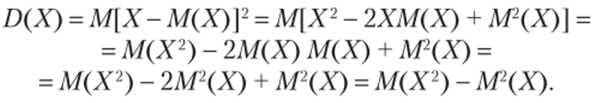 D(X) = M[X – M(X)]² = M[X² – 2XM(X) + M²(X)] =
= M(X²) – 2M(X) M(X) + M²(X) =
= M(X²) – 2M²(X) + M²(X) = M(X²) – M²(X).